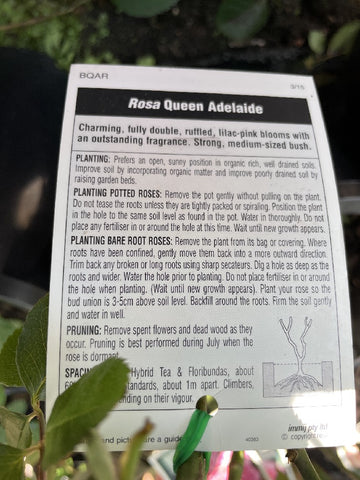 BQAR
3/15
Rosa Queen Adelaide
Charming, fully double, ruffled, lilac-pink blooms with
an outstanding fragrance. Strong, medium-sized bush.
PLANTING: Prefers an open, sunny position in organic rich, well drained soils.
Improve soil by incorporating organic matter and improve poorly drained soil by
raising garden beds.
PLANTING POTTED ROSES: Remove the pot gently without pulling on the plant.
Do not tease the roots unless they are tightly packed or spiraling. Position the plant
in the hole to the same soil level as found in the pot. Water in thoroughly. Do not
place any fertiliser in or around the hole at this time. Wait until new growth appears.
PLANTING BARE ROOT ROSES: Remove the plant from its bag or covering. Where
roots have been confined, gently move them back into a more outward direction.
Trim back any broken or long roots using sharp secateurs. Dig a hole as deep as the
roots and wider. Water the hole prior to planting. Do not place fertiliser in or around
the hole when planting. (Wait until new growth appears). Plant your rose so the
bud union is 3-5cm above soil level. Backfill around the roots. Firm the soil gently
and water in well.
PRUNING: Remove spent flowers and dead wood as they
occur. Pruning is best performed during July when the
rose is dormant.
SPACING Hybrid Tea & Floribundas, about
standards, about 1m apart. Climbers,
ending on their vigour.
and picture are a guide
40383
immy pty ltd
© copyright